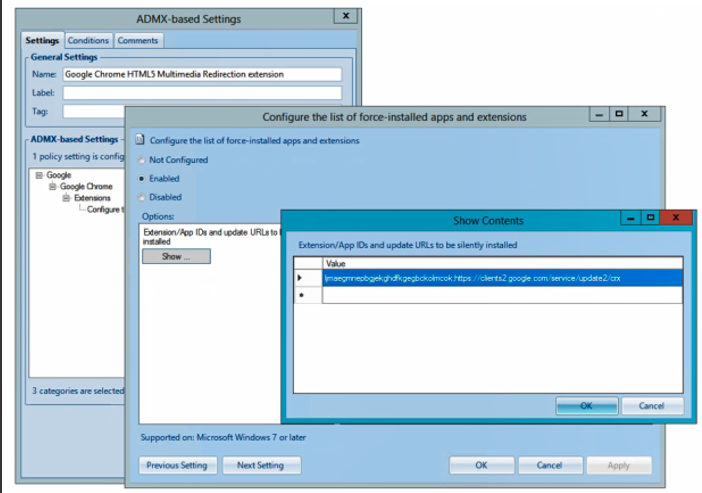 ADMX-based Settings
x
Settings
Conditions
Comments
General Settings
Name:
Google Chrome HTML5 Multimedia Redirection extension
Label:
Tag:
ADMX-based Settings
1 policy setting is config
Google
Google Chrome
Extensions
Configure t
3 categories are selected
Configure the list of force-installed apps and extensions
x
Configure the list of force-installed apps and extensions
Not Configured
Enabled
Disabled
Options:
Extension/App IDs and update URLs to
installed
Show ...
Supported on: Microsoft Windows 7 or later
Previous Setting
Next Setting
OK
Cancel
Apply
Show Contents
x
Extension/App IDs and update URLs to be silently installed
Value
ljmaegmnepbgjekghdfkgegbckolmcok;https://clients2.google.com/service/update2/crx
OK
Cancel